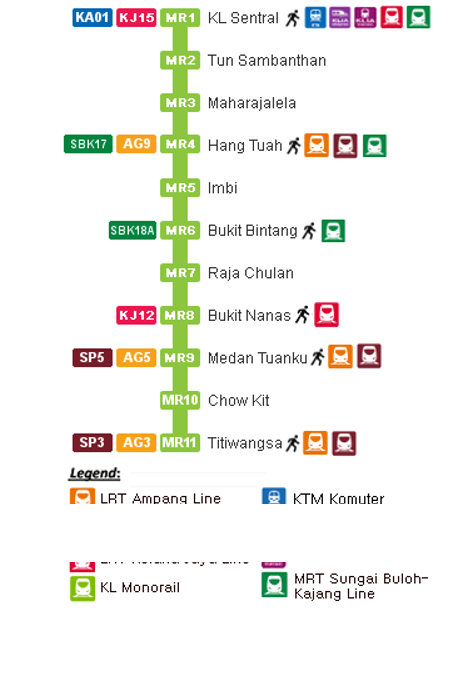 KA01 KJ15 MR1 KL Sentral
MR2 Tun Sambanthan
MR3 Maharajalela
SBK17 AG9 MR4 Hang Tuah
MR5 Imbi
SBK18A MR6 Bukit Bintang
MR7 Raja Chulan
KJ12 MR8 Bukit Nanas
SP5 AG5 MR9 Medan Tuanku
MR10 Chow Kit
SP3 AG3 MR11 Titiwangsa
Legend:
LRT Ampang Line KTM Komuter
KL Monorail MRT Sungai Buloh-
Kajang Line